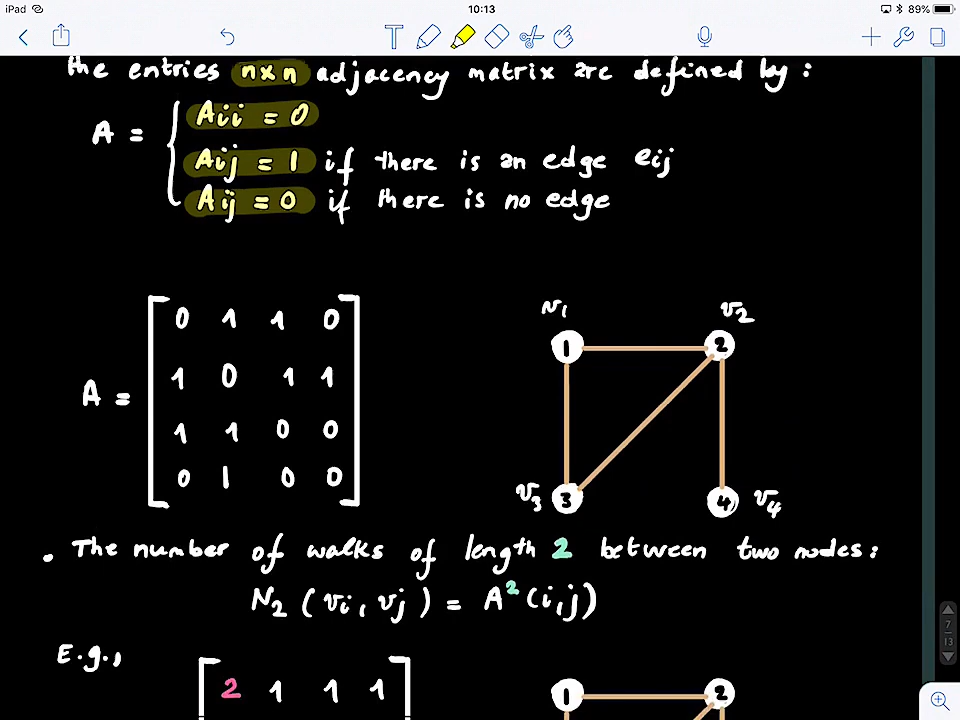 iPad 10:13 89%
the entries n x n adjacency matrix are defined by :
A = Aii = 0
Aij = 1 if there is an edge eij
Aij = 0 if there is no edge
A =
0 1 1 0
1 0 1 1
1 1 0 0
0 1 0 0
v1 v2
1 2
v3 3 4 v4
. The number of walks of length 2 between two nodes :
N2 (vi, vj) = A2 (i,j)
E.g.,
2 1 1 1
1 2
7
13